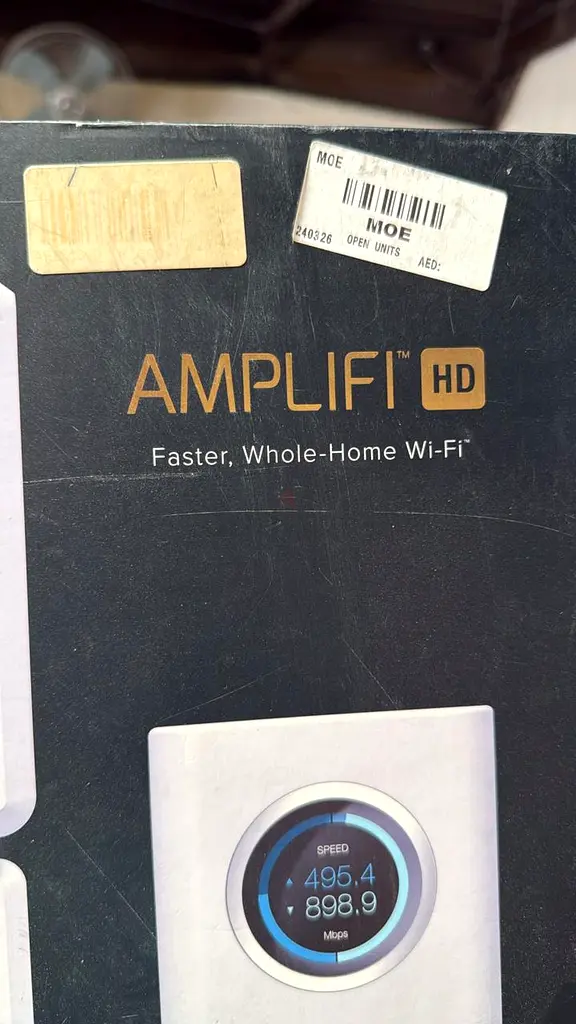 MOE
MOE
240326 OPEN UNITS AED:
AMPLIFI™ HD
Faster, Whole-Home Wi-Fi™
SPEED
▲ 495.4
▼ 898.9
Mbps